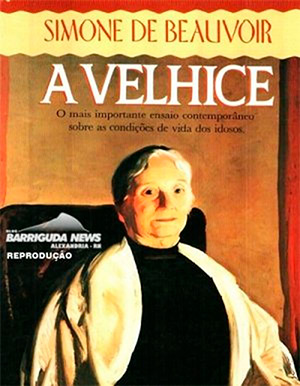 SIMONE DE BEAUVOIR
A VELHICE
O mais importante ensaio contemporâneo
sobre as condições de vida dos idosos.
BLOG
BARRIGUDA NEWS
ALEXANDRIA - RN
REPRODUÇÃO